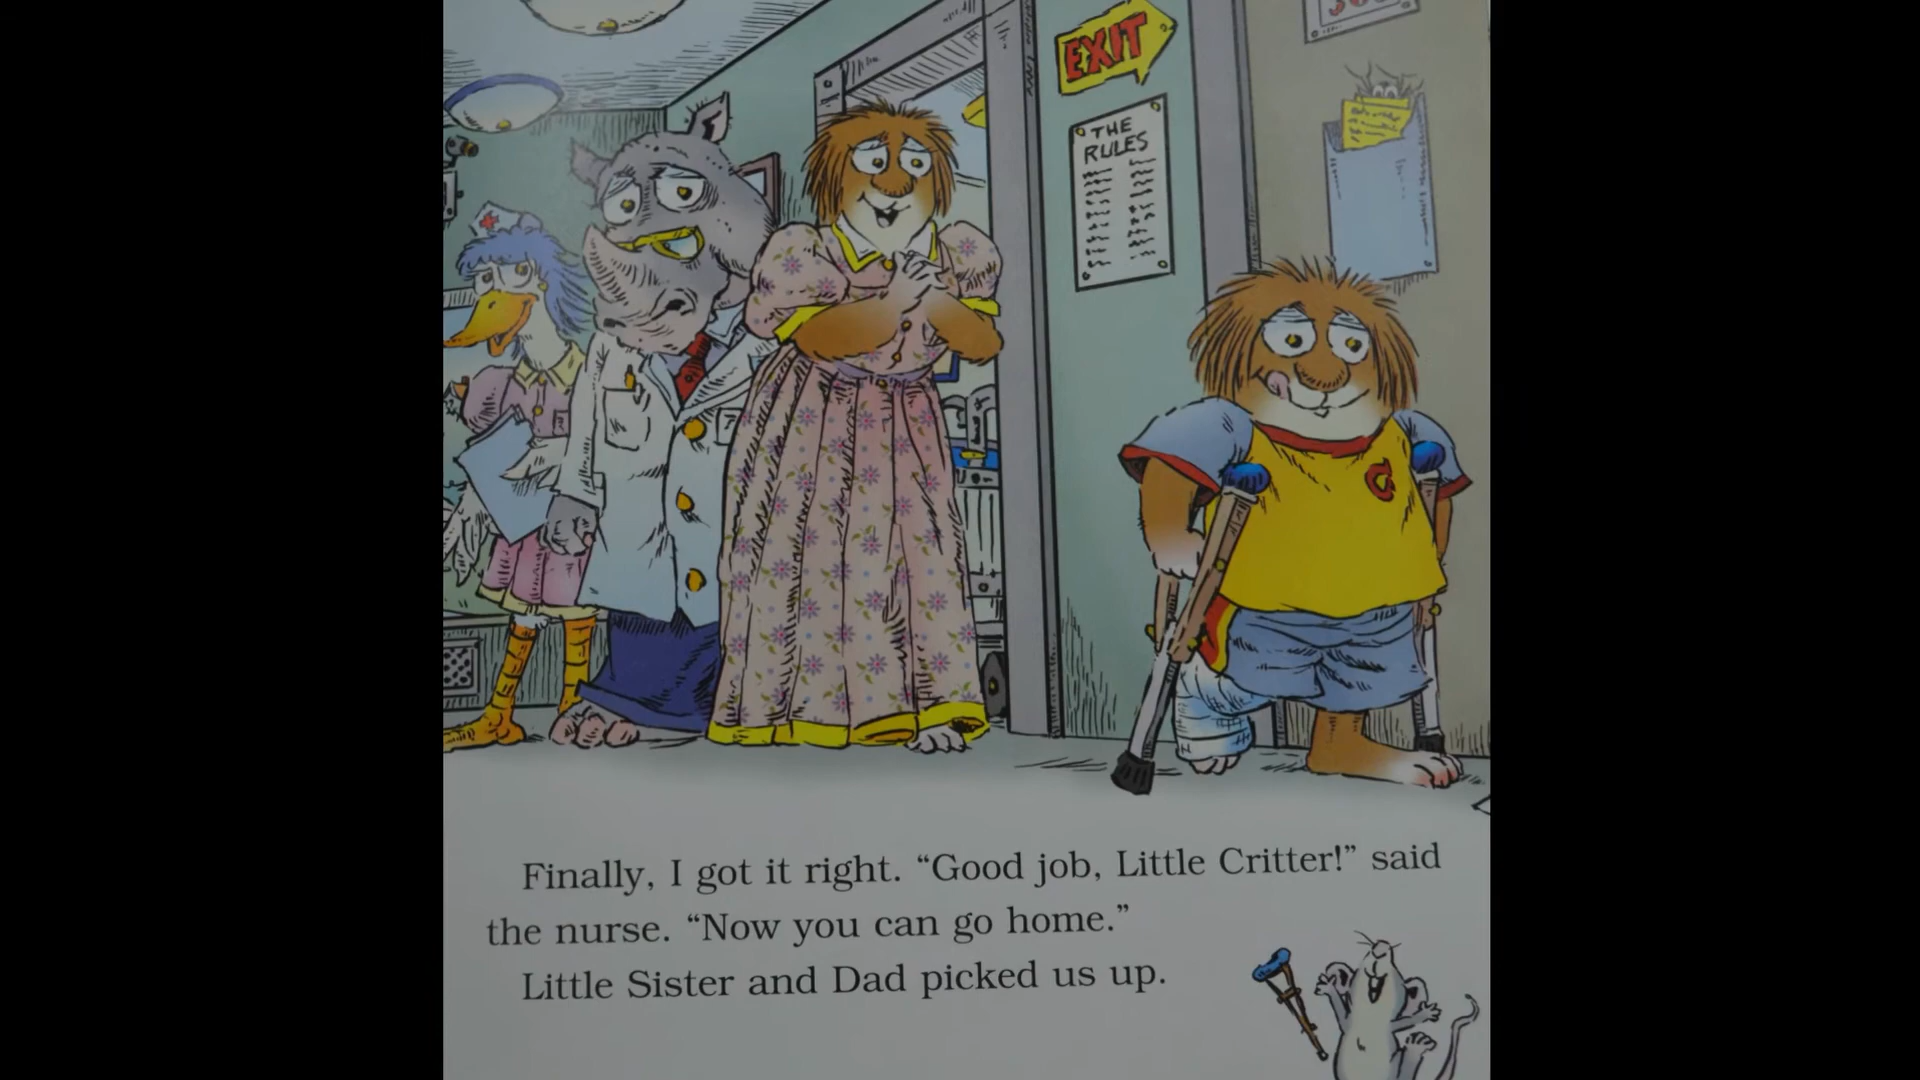 EXIT
THE
RULES
Finally, I got it right. “Good job, Little Critter!” said
the nurse. “Now you can go home.”
Little Sister and Dad picked us up.